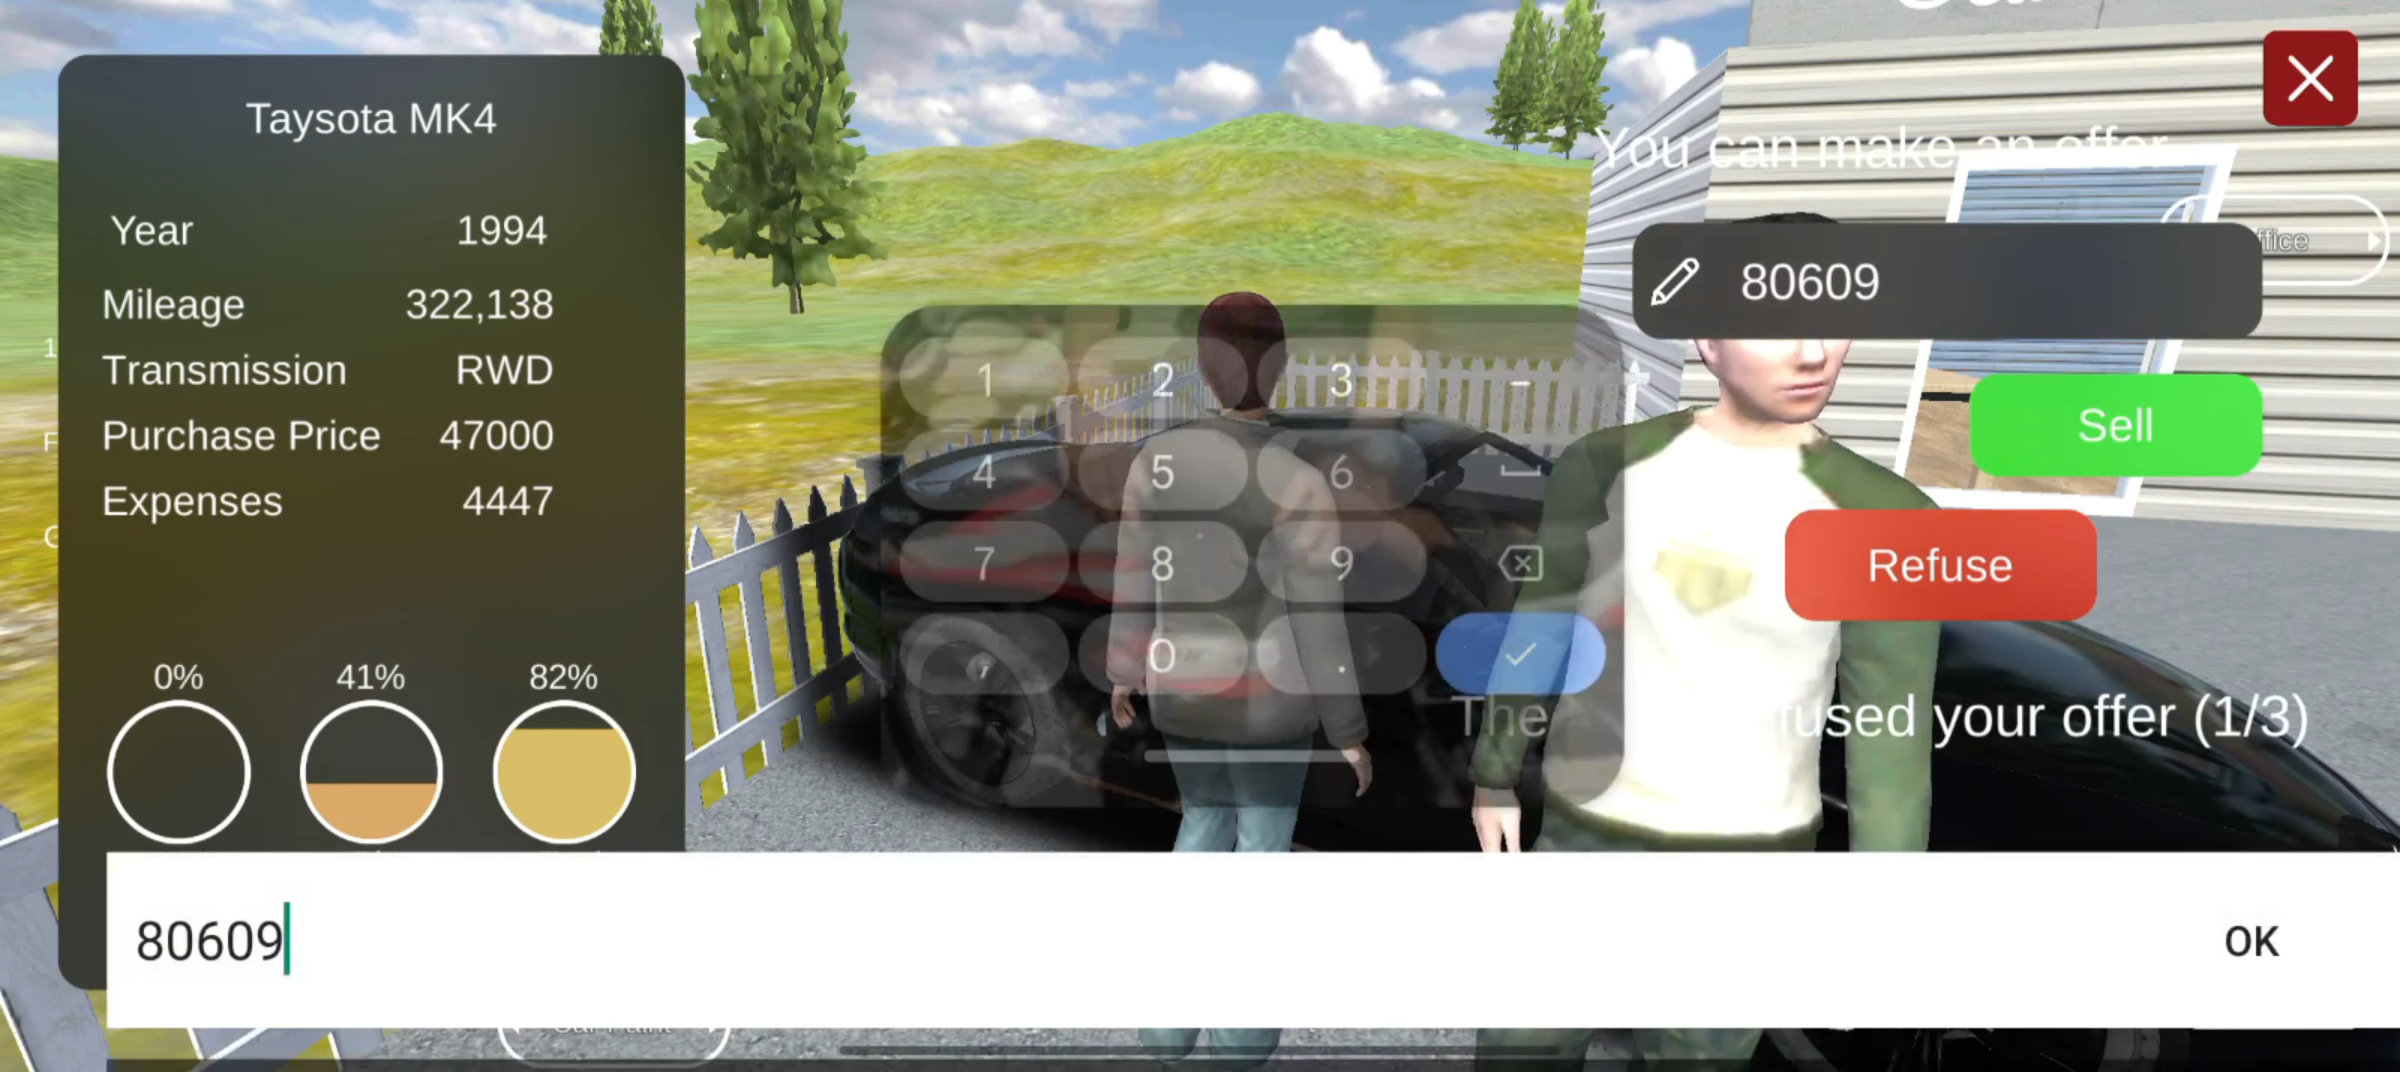 Taysota MK4
Year 1994
Mileage 322,138
Transmission RWD
Purchase Price 47000
Expenses 4447
0% 41% 82%
You can make an offer
80609
Sell
Refuse
The
fused your offer (1/3)
1 2 3 -
4 5 6
7 8 9
, 0 .
80609
OK